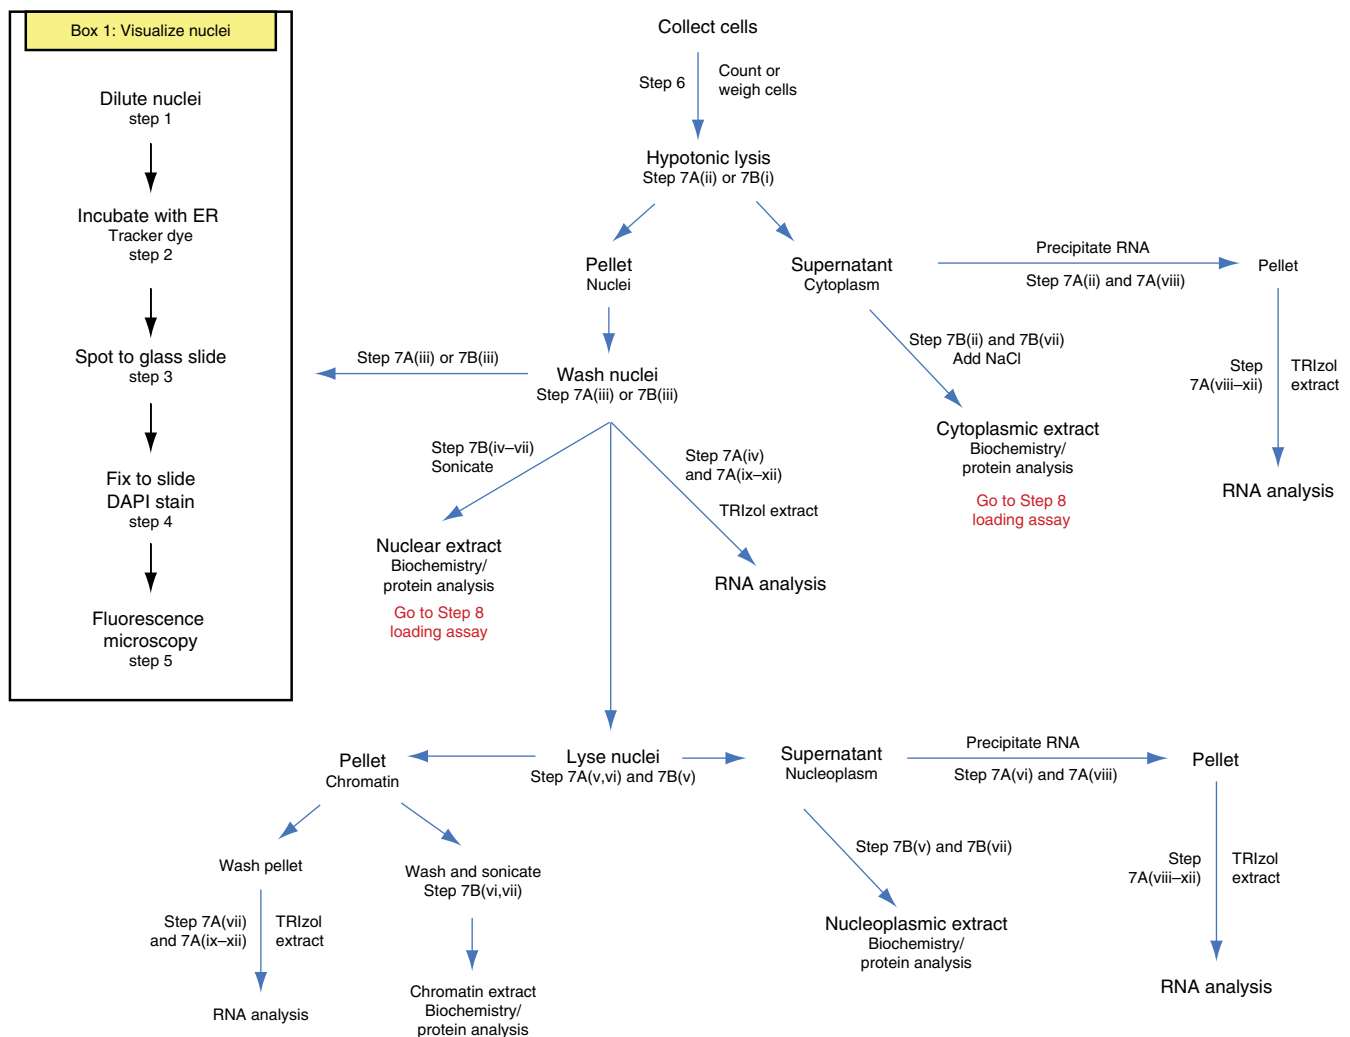 Box 1: Visualize nuclei
Dilute nuclei
step 1
Incubate with ER
Tracker dye
step 2
Spot to glass slide
step 3
Fix to slide
DAPI stain
step 4
Fluorescence
microscopy
step 5
Collect cells
Step 6
Count or
weigh cells
Hypotonic lysis
Step 7A(ii) or 7B(i)
Pellet
Nuclei
Supernatant
Cytoplasm
Precipitate RNA
Step 7A(ii) and 7A(viii)
Pellet
Step 7A(iii) or 7B(iii)
Wash nuclei
Step 7A(iii) or 7B(iii)
Step 7B(ii) and 7B(vii)
Add NaCl
Step
7A(viii–xii)
TRIzol
extract
Cytoplasmic extract
Biochemistry/
protein analysis
Go to Step 8
loading assay
RNA analysis
Step 7B(iv–vii)
Sonicate
Step 7A(iv)
and 7A(ix–xii)
TRIzol extract
Nuclear extract
Biochemistry/
protein analysis
Go to Step 8
loading assay
RNA analysis
Pellet
Chromatin
Lyse nuclei
Step 7A(v,vi) and 7B(v)
Supernatant
Nucleoplasm
Precipitate RNA
Step 7A(vi) and 7A(viii)
Pellet
Wash pellet
Wash and sonicate
Step 7B(vi,vii)
Step 7B(v) and 7B(vii)
Step
7A(viii–xii)
TRIzol
extract
Step 7A(vii)
and 7A(ix–xii)
TRIzol
extract
Nucleoplasmic extract
Biochemistry/
protein analysis
RNA analysis
Chromatin extract
Biochemistry/
protein analysis
RNA analysis